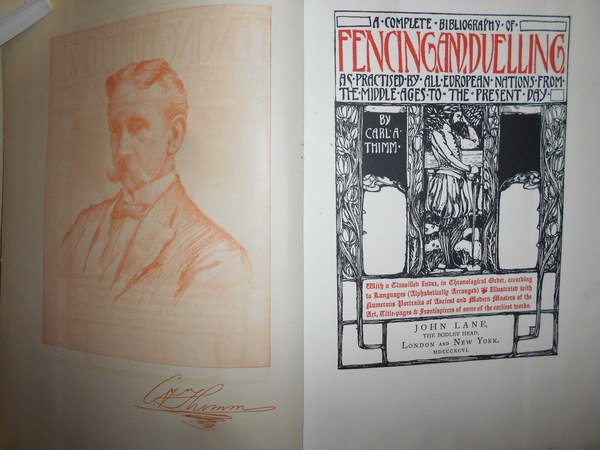 C A Thimm
A · COMPLETE · BIBLIOGRAPHY · OF ·
FENCING · AND · DUELLING
AS · PRACTISED · BY · ALL · EUROPEAN · NATIONS · FROM
THE · MIDDLE · AGES · TO · THE · PRESENT · DAY ·
BY
CARL · A ·
THIMM ·
With a Classified Index, in Chronological Order, according
to Languages (Alphabetically Arranged) Illustrated with
Numerous Portraits of Ancient and Modern Masters of the
Art, Title-pages & Frontispieces of some of the earliest works.
JOHN LANE,
THE BODLEY HEAD,
LONDON AND NEW YORK.
MDCCCXCVI.